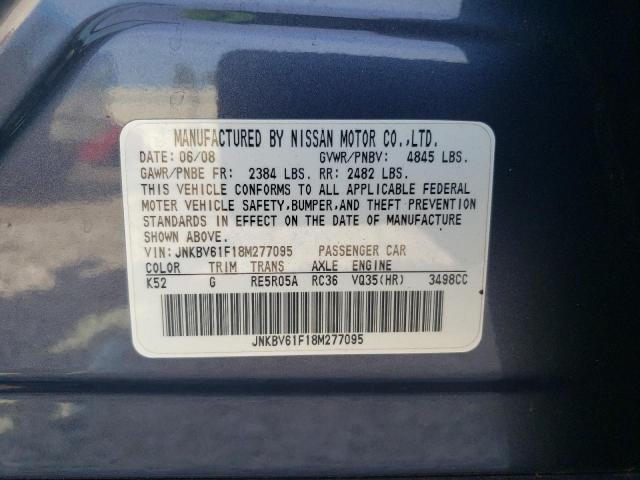 MANUFACTURED BY NISSAN MOTOR CO.,LTD.
DATE: 06/08 GVWR/PNBV: 4845 LBS.
GAWR/PNBE FR: 2384 LBS. RR: 2482 LBS.
THIS VEHICLE CONFORMS TO ALL APPLICABLE FEDERAL
MOTOR VEHICLE SAFETY,BUMPER,AND THEFT PREVENTION
STANDARDS IN EFFECT ON THE DATE OF MANUFACTURE
SHOWN ABOVE.
VIN: JNKBV61F18M277095 PASSENGER CAR
COLOR TRIM TRANS AXLE ENGINE
K52 G RE5R05A RC36 VQ35(HR) 3498CC
JNKBV61F18M277095